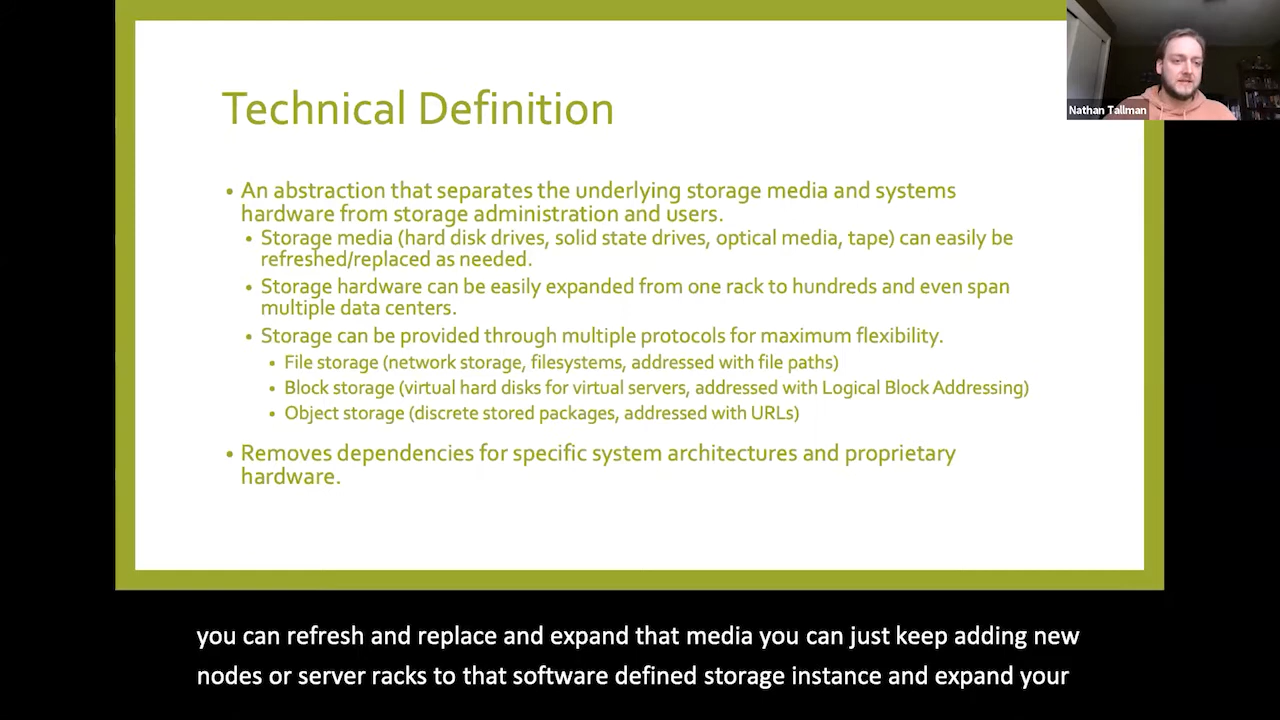 Technical Definition
• An abstraction that separates the underlying storage media and systems
hardware from storage administration and users.
• Storage media (hard disk drives, solid state drives, optical media, tape) can easily be
refreshed/replaced as needed.
• Storage hardware can be easily expanded from one rack to hundreds and even span
multiple data centers.
• Storage can be provided through multiple protocols for maximum flexibility.
• File storage (network storage, filesystems, addressed with file paths)
• Block storage (virtual hard disks for virtual servers, addressed with Logical Block Addressing)
• Object storage (discrete stored packages, addressed with URLs)
• Removes dependencies for specific system architectures and proprietary
hardware.
Nathan Tallman
you can refresh and replace and expand that media you can just keep adding new
nodes or server racks to that software defined storage instance and expand your